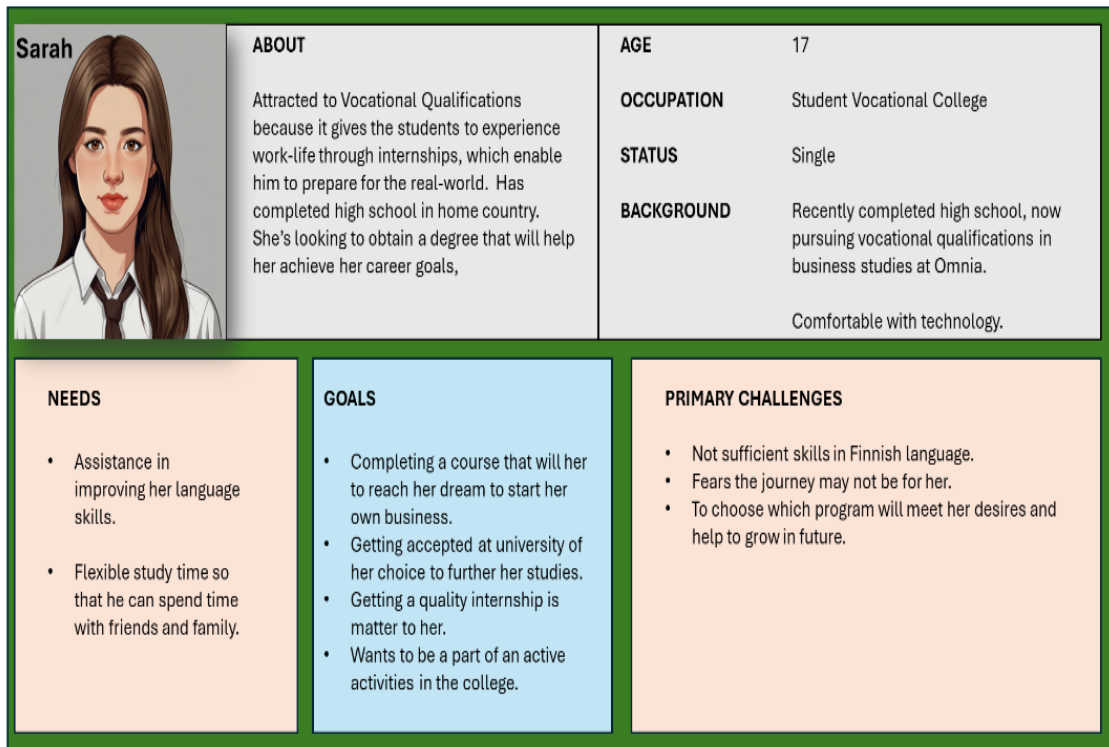 Sarah
ABOUT
Attracted to Vocational Qualifications
because it gives the students to experience
work-life through internships, which enable
him to prepare for the real-world. Has
completed high school in home country.
She's looking to obtain a degree that will help
her achieve her career goals,
AGE 17
OCCUPATION Student Vocational College
STATUS Single
BACKGROUND Recently completed high school, now
pursuing vocational qualifications in
business studies at Omnia.
Comfortable with technology.
NEEDS
• Assistance in
improving her language
skills.
• Flexible study time so
that he can spend time
with friends and family.
GOALS
• Completing a course that will her
to reach her dream to start her
own business.
• Getting accepted at university of
her choice to further her studies.
• Getting a quality internship is
matter to her.
• Wants to be a part of an active
activities in the college.
PRIMARY CHALLENGES
• Not sufficient skills in Finnish language.
• Fears the journey may not be for her.
• To choose which program will meet her desires and
help to grow in future.